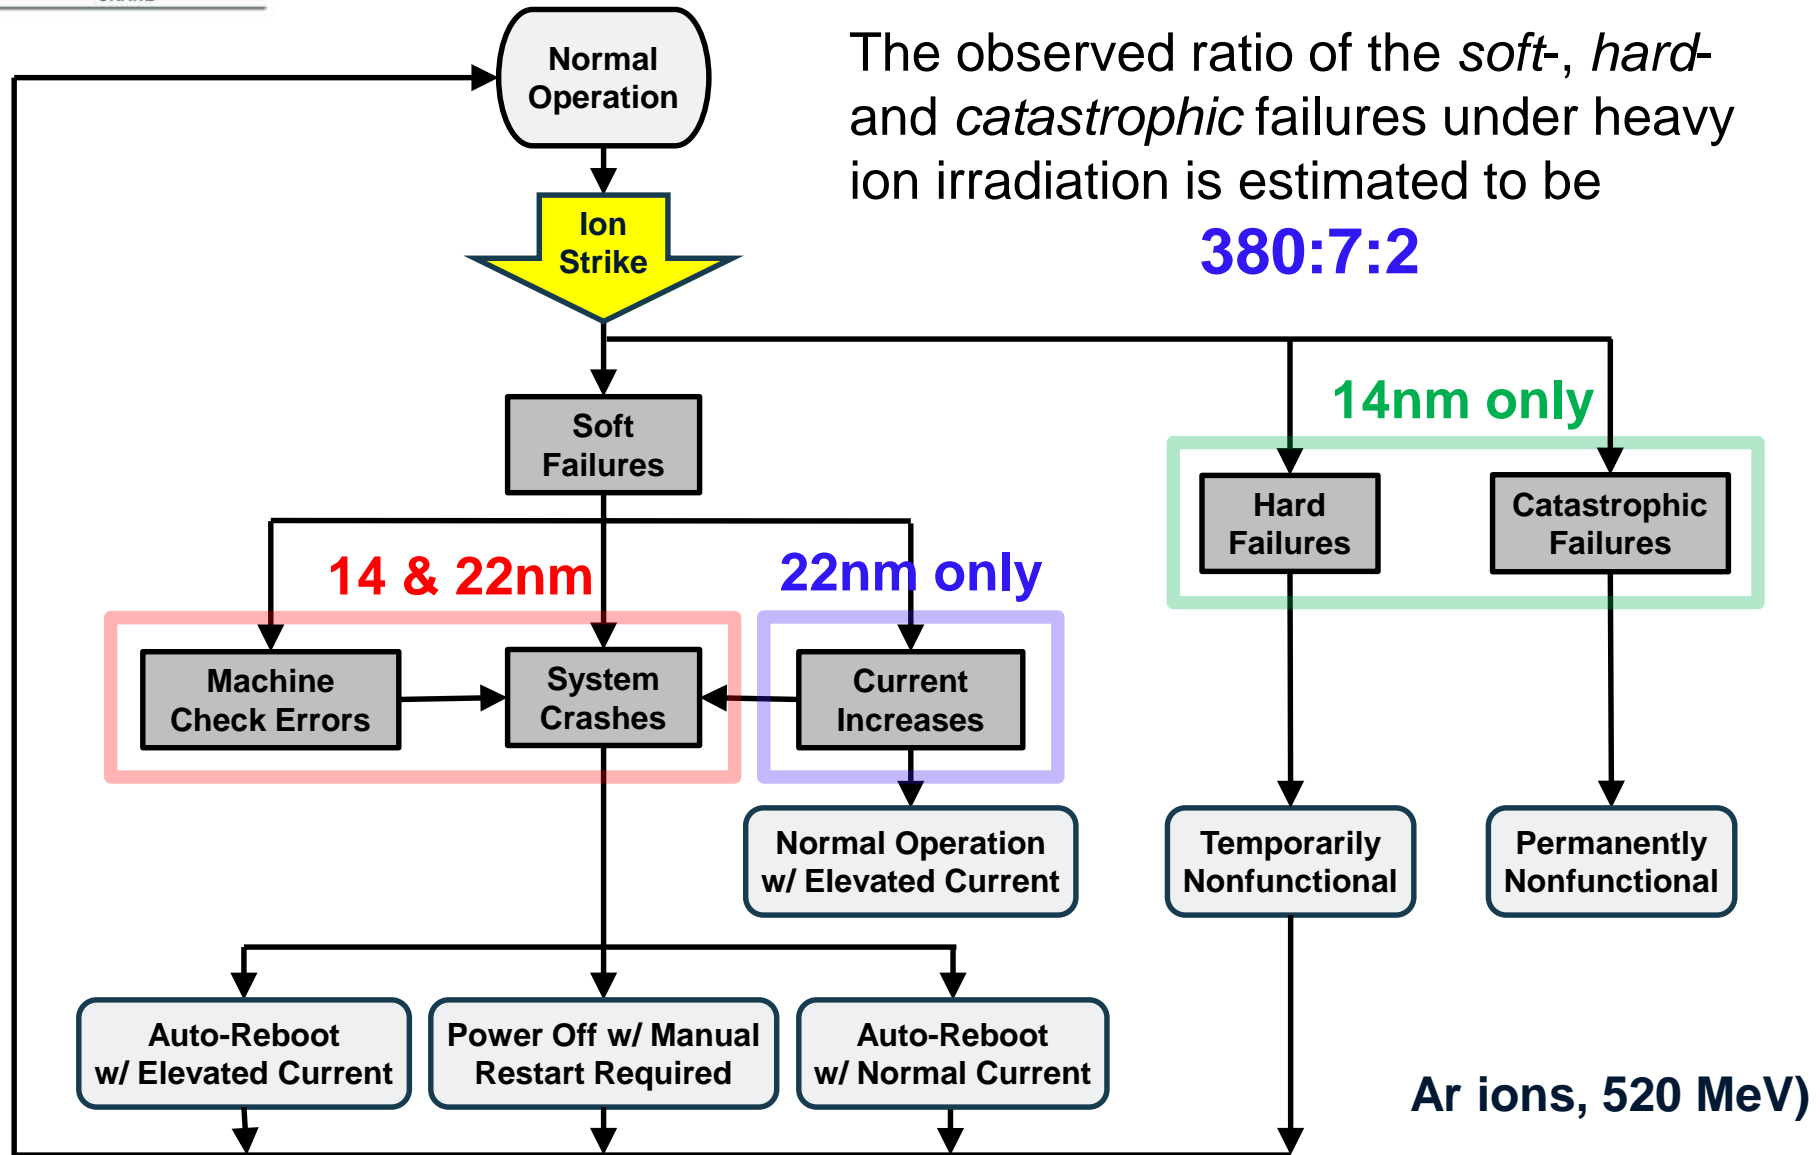 Normal
Operation
The observed ratio of the soft-, hard-
and catastrophic failures under heavy
ion irradiation is estimated to be
380:7:2
Ion
Strike
Soft
Failures
14nm only
Hard
Failures
Catastrophic
Failures
14 & 22nm
22nm only
Machine
Check Errors
System
Crashes
Current
Increases
Normal Operation
w/ Elevated Current
Temporarily
Nonfunctional
Permanently
Nonfunctional
Auto-Reboot
w/ Elevated Current
Power Off w/ Manual
Restart Required
Auto-Reboot
w/ Normal Current
Ar ions, 520 MeV)